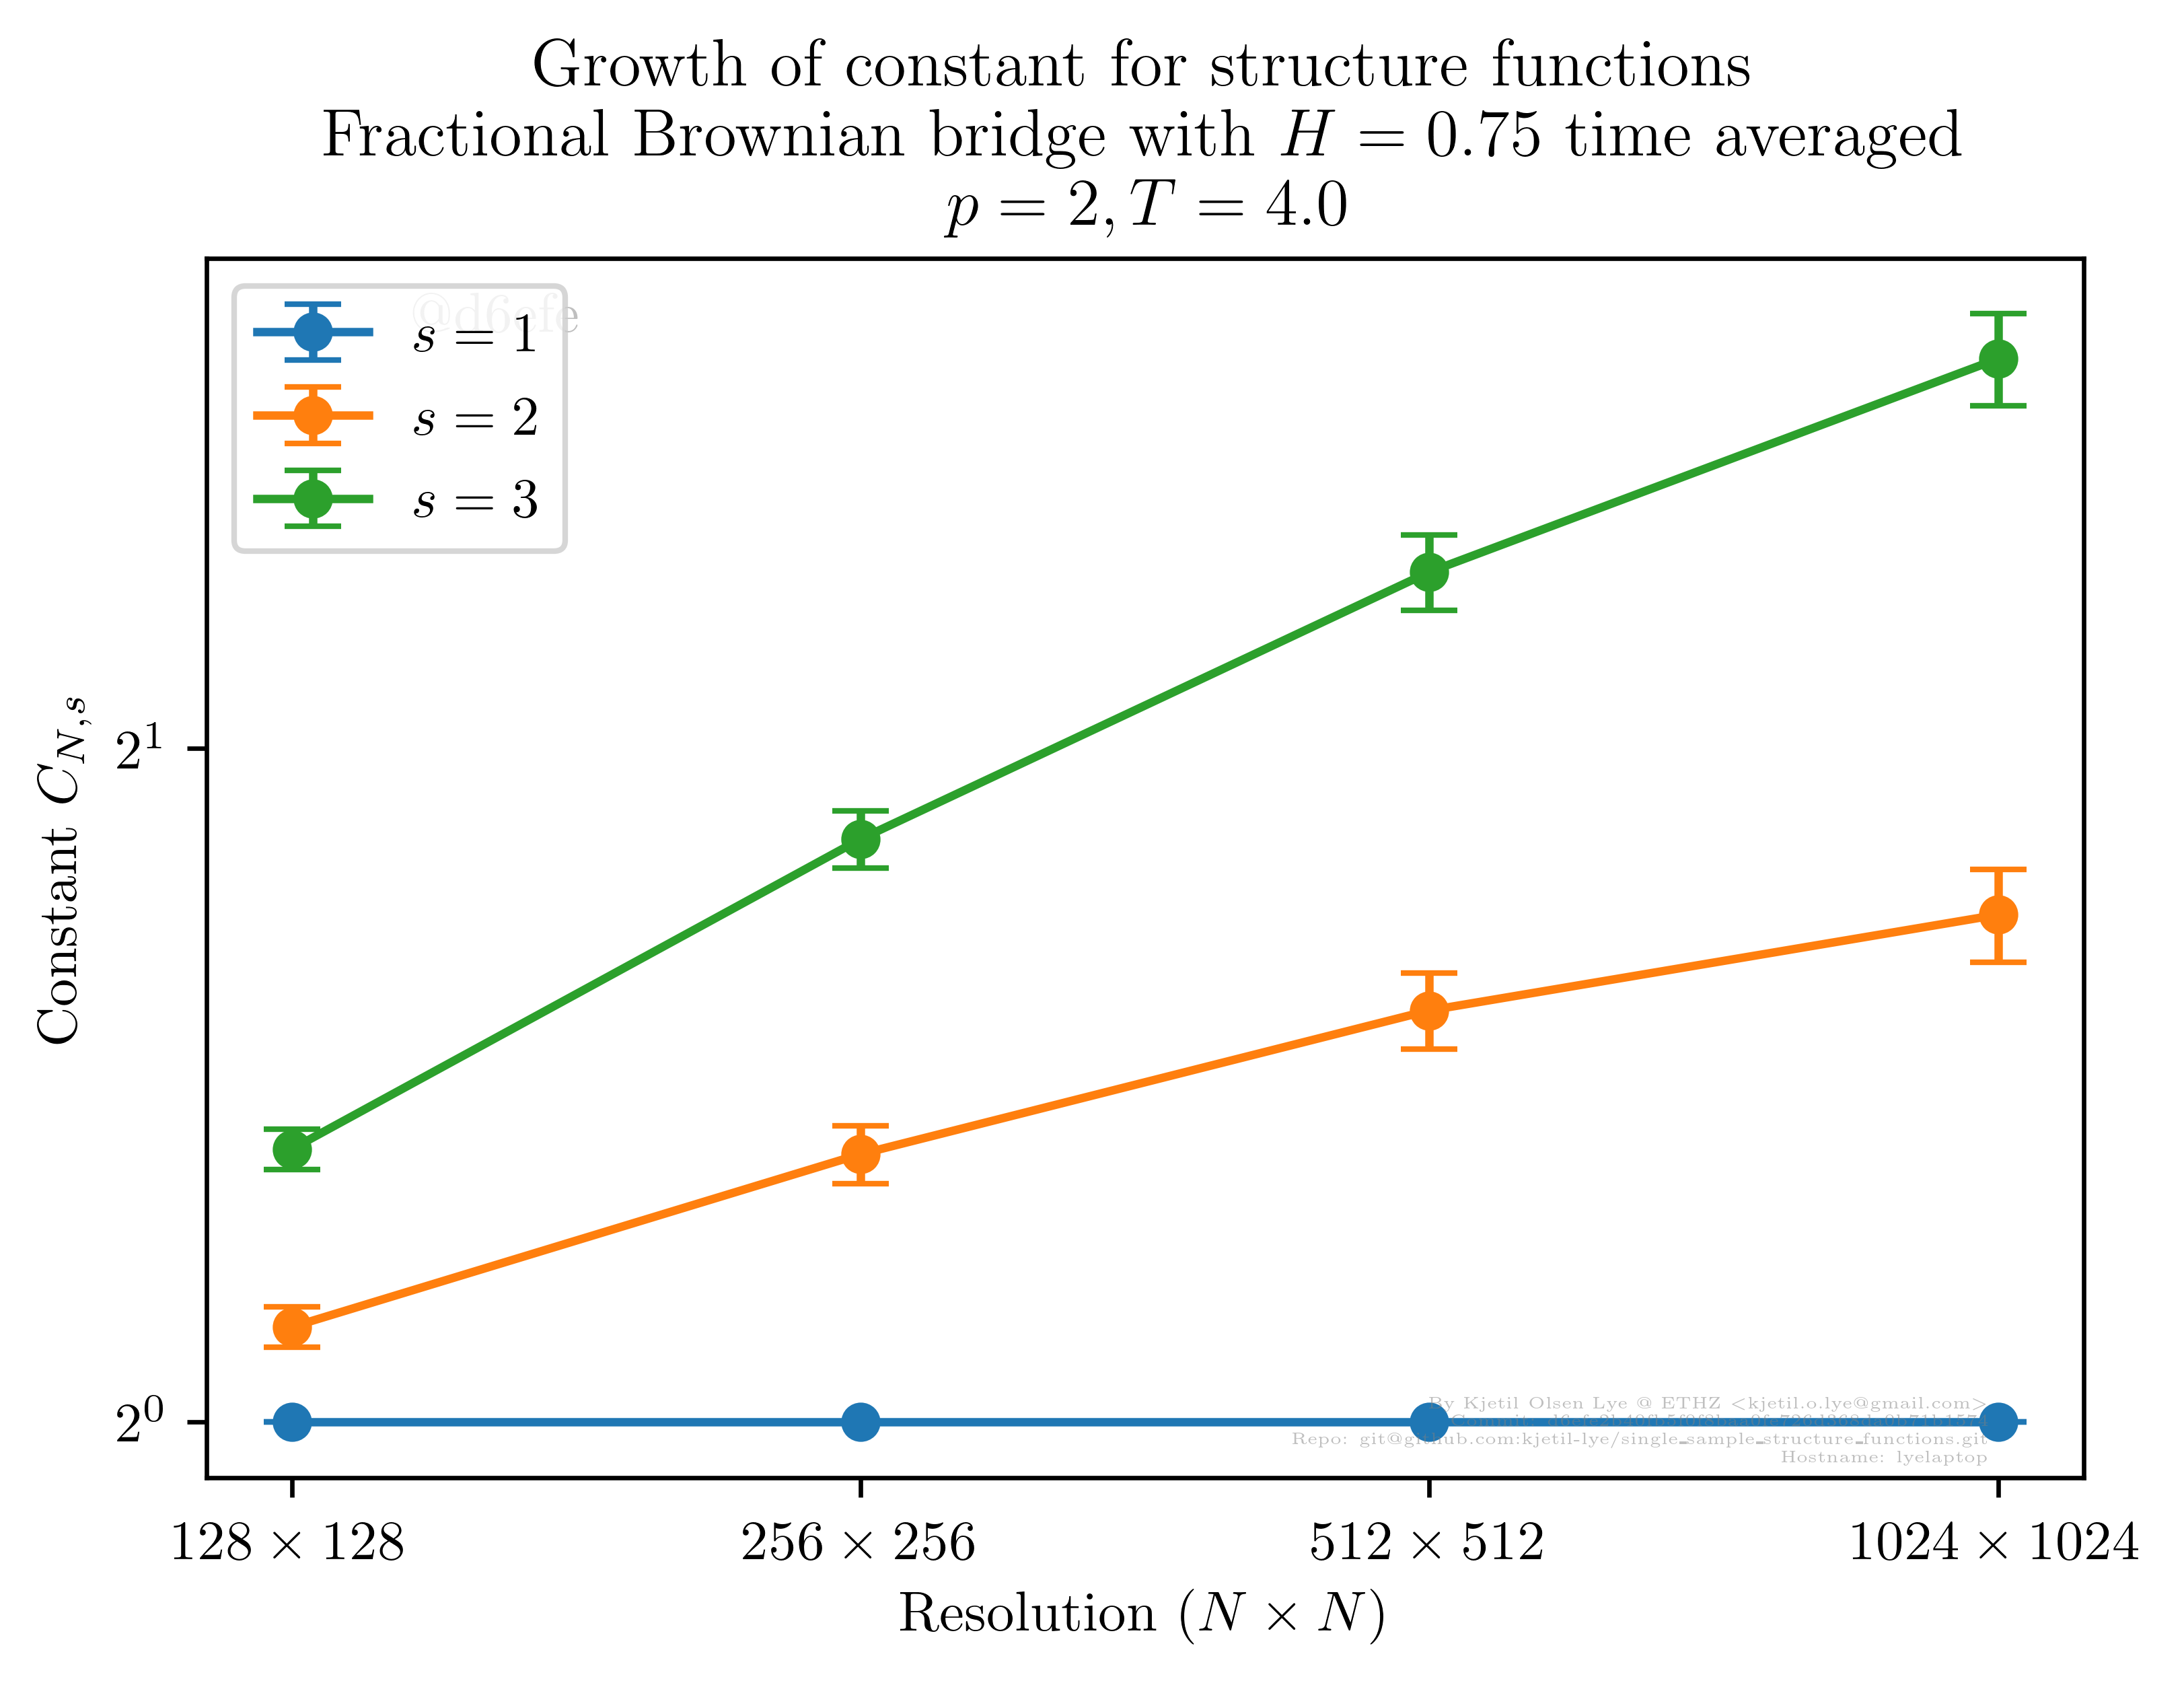 Growth of constant for structure functions
Fractional Brownian bridge with H = 0.75 time averaged
p = 2, T = 4.0
@d6efe
s = 1
s = 2
s = 3
Constant C_{N,s}
2^1
2^0
By Kjetil Olsen Lye @ ETHZ <kjetil.o.lye@gmail.com>
Commit:
Repo: git@github.com:kjetil-lye/single_sample_structure_functions.git
Hostname: lyelaptop
128 × 128
256 × 256
512 × 512
1024 × 1024
Resolution (N × N)